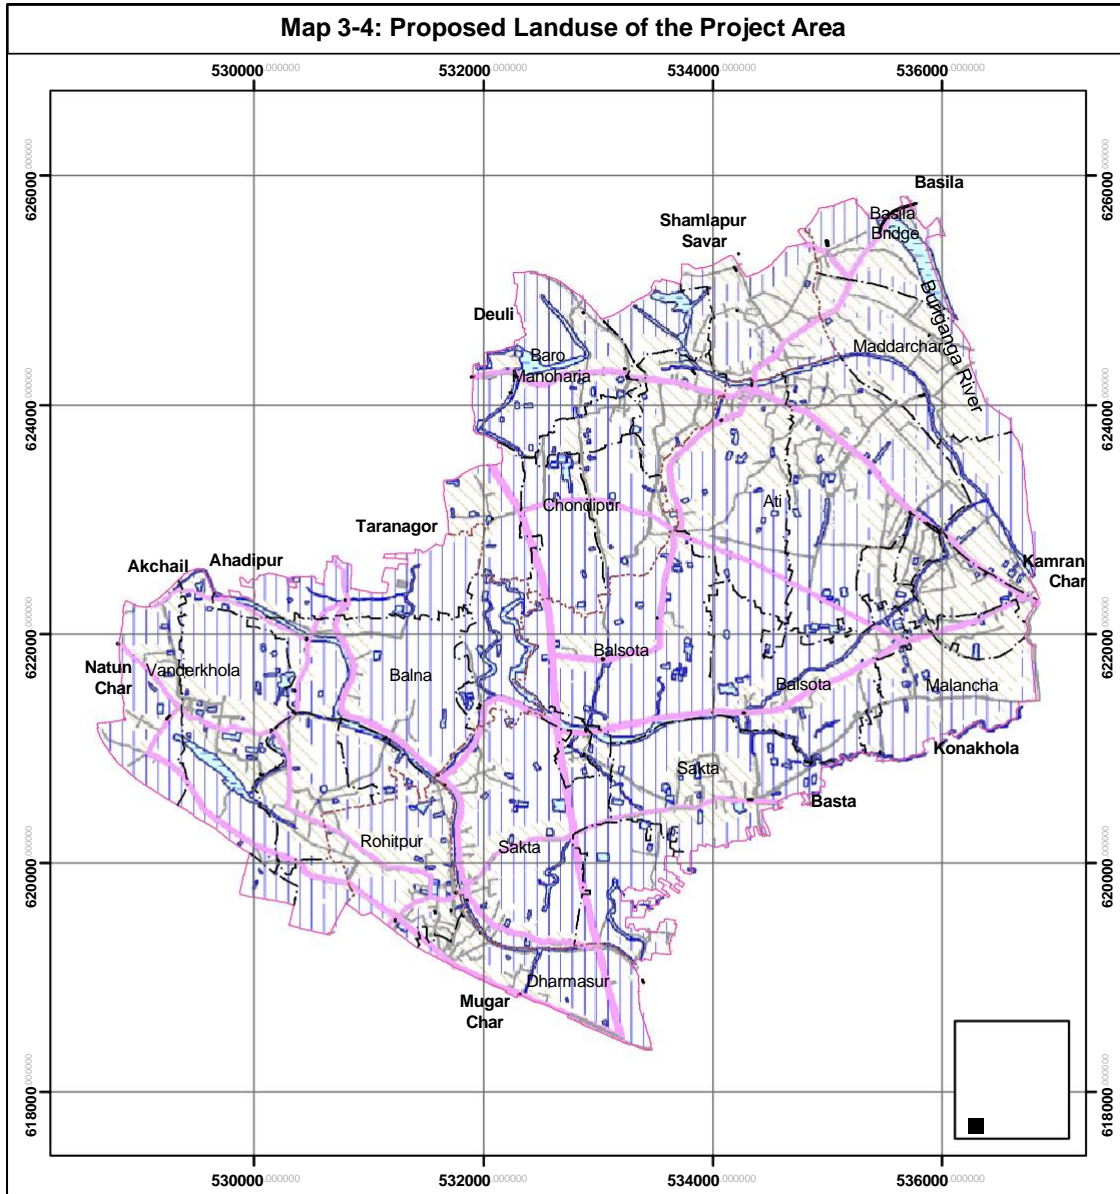 Map 3-4: Proposed Landuse of the Project Area
530000.000000 532000.000000 534000.000000 536000.000000
626000.000000 626000.000000
Basila
Basila
Bridge
Shamlapur
Savar
Bunganga River
Deuli
Maddarchar
Baro
Manoharia
624000.000000 624000.000000
Chondipur
Ati
Taranagor
Akchail
Ahadipur
Kamran
Char
622000.000000 622000.000000
Balsota
Natun
Char
Vanderkhola
Balna
Balsota
Malancha
Konakhola
Sakta
Basta
Rohitpur
Sakta
620000.000000 620000.000000
Dharmasur
Mugar
Char
618000.000000 618000.000000
530000.000000 532000.000000 534000.000000 536000.000000